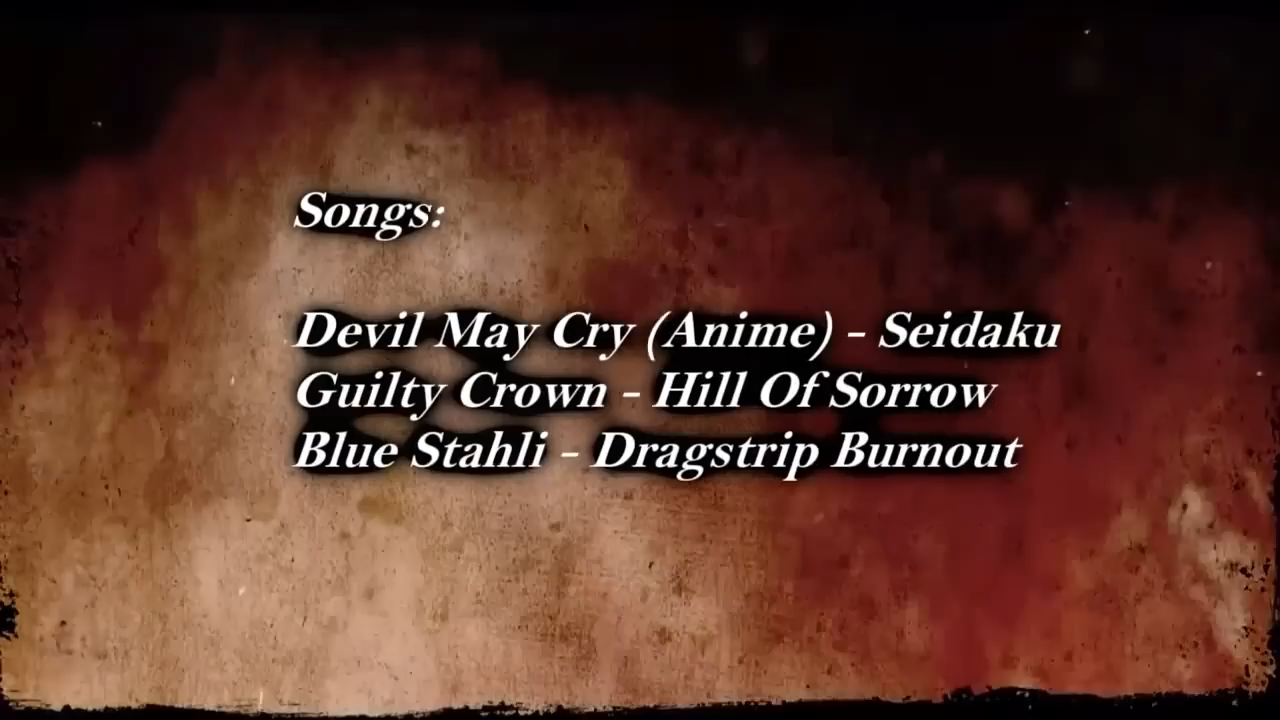 Songs:
Devil May Cry (Anime) - Seidaku
Guilty Crown - Hill Of Sorrow
Blue Stahli - Dragstrip Burnout